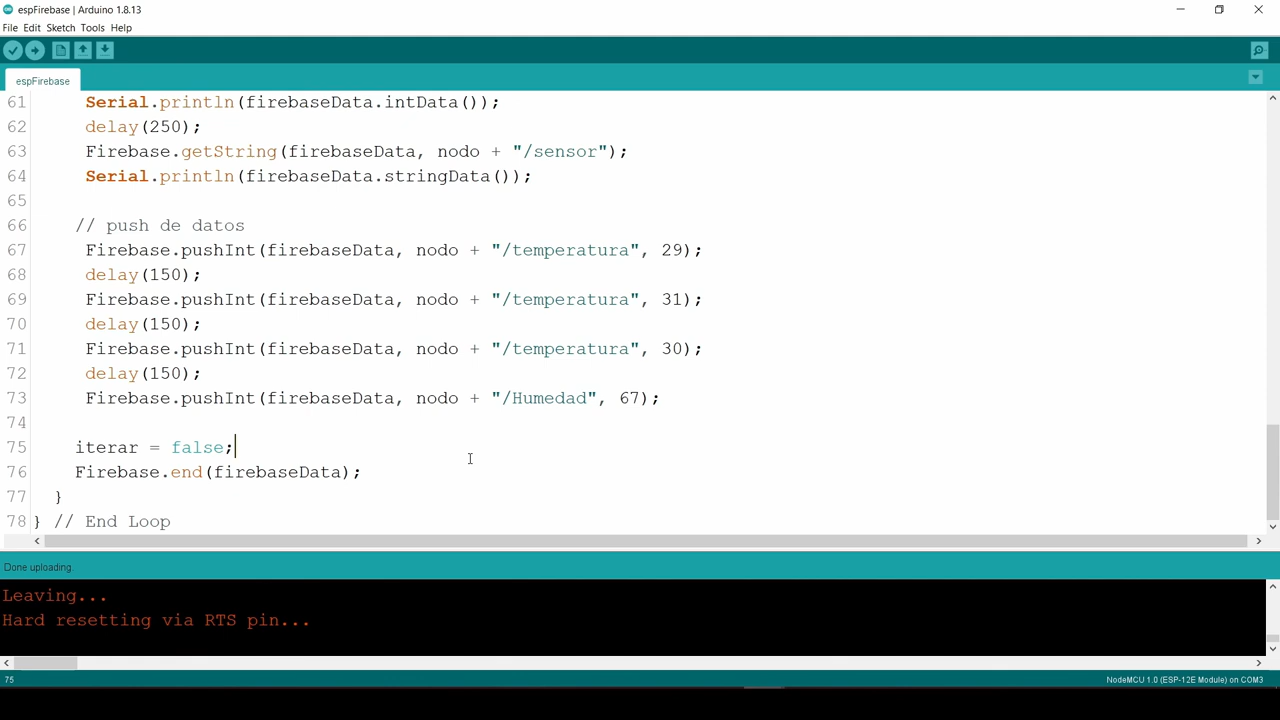 espFirebase | Arduino 1.8.13
File Edit Sketch Tools Help
espFirebase
61 Serial.println(firebaseData.intData());
62 delay(250);
63 Firebase.getString(firebaseData, nodo + "/sensor");
64 Serial.println(firebaseData.stringData());
65
66 // push de datos
67 Firebase.pushInt(firebaseData, nodo + "/temperatura", 29);
68 delay(150);
69 Firebase.pushInt(firebaseData, nodo + "/temperatura", 31);
70 delay(150);
71 Firebase.pushInt(firebaseData, nodo + "/temperatura", 30);
72 delay(150);
73 Firebase.pushInt(firebaseData, nodo + "/Humedad", 67);
74
75 iterar = false;
76 Firebase.end(firebaseData);
77 }
78 } // End Loop
Done uploading.
Leaving...
Hard resetting via RTS pin...
75 NodeMCU 1.0 (ESP-12E Module) on COM3